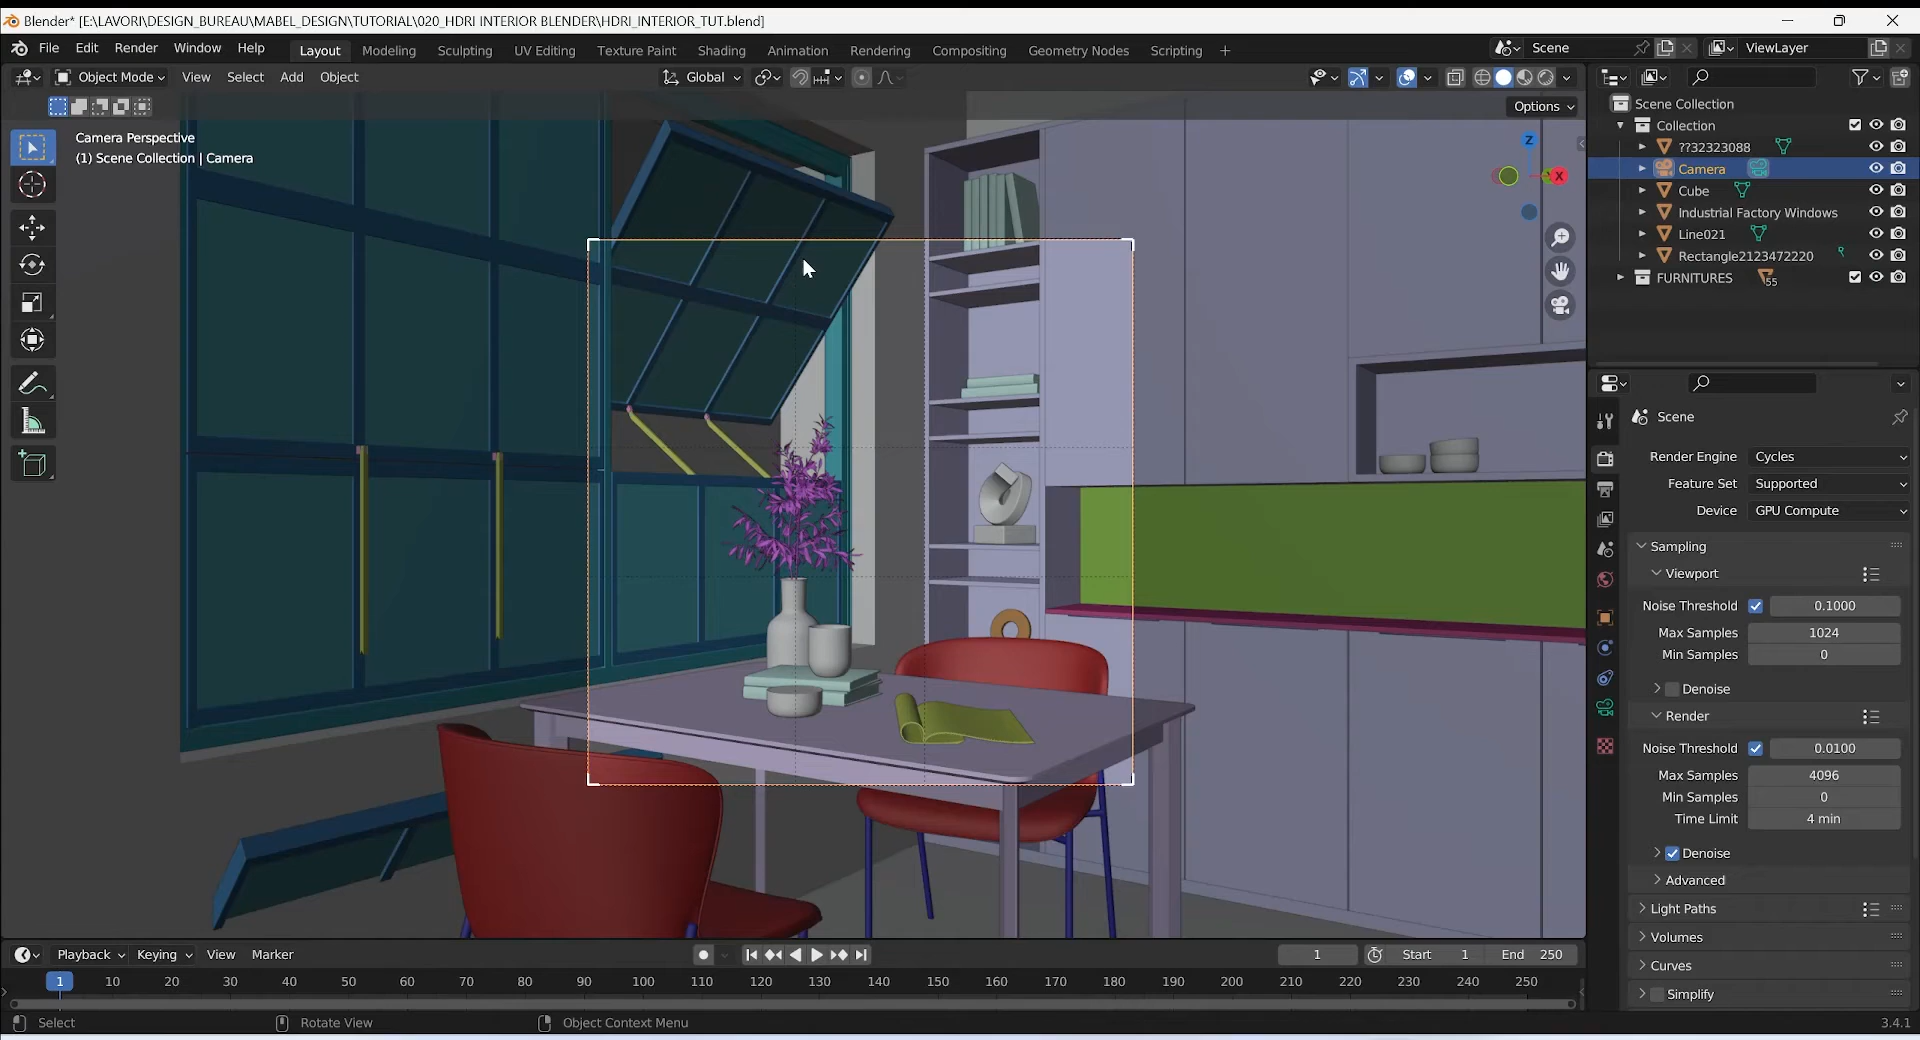 Blender* [E:\LAVORI\DESIGN_BUREAU\MABEL_DESIGN\TUTORIAL\020_HDRI INTERIOR BLENDER\HDRI_INTERIOR_TUT.blend]
File Edit Render Window Help Layout Modeling Sculpting UV Editing Texture Paint Shading Animation Rendering Compositing Geometry Nodes Scripting + Scene ViewLayer
Object Mode View Select Add Object Global
Options
Camera Perspective
(1) Scene Collection | Camera
Z
X
Scene Collection
Collection
??32323088
Camera
Cube
Industrial Factory Windows
Line021
Rectangle2123472220
FURNITURES 55
Scene
Render Engine Cycles
Feature Set Supported
Device GPU Compute
Sampling
Viewport
Noise Threshold 0.1000
Max Samples 1024
Min Samples 0
Denoise
Render
Noise Threshold 0.0100
Max Samples 4096
Min Samples 0
Time Limit 4 min
Denoise
Advanced
Light Paths
Volumes
Curves
Simplify
Playback Keying View Marker 1 Start 1 End 250
1 10 20 30 40 50 60 70 80 90 100 110 120 130 140 150 160 170 180 190 200 210 220 230 240 250
Select Rotate View Object Context Menu 3.4.1